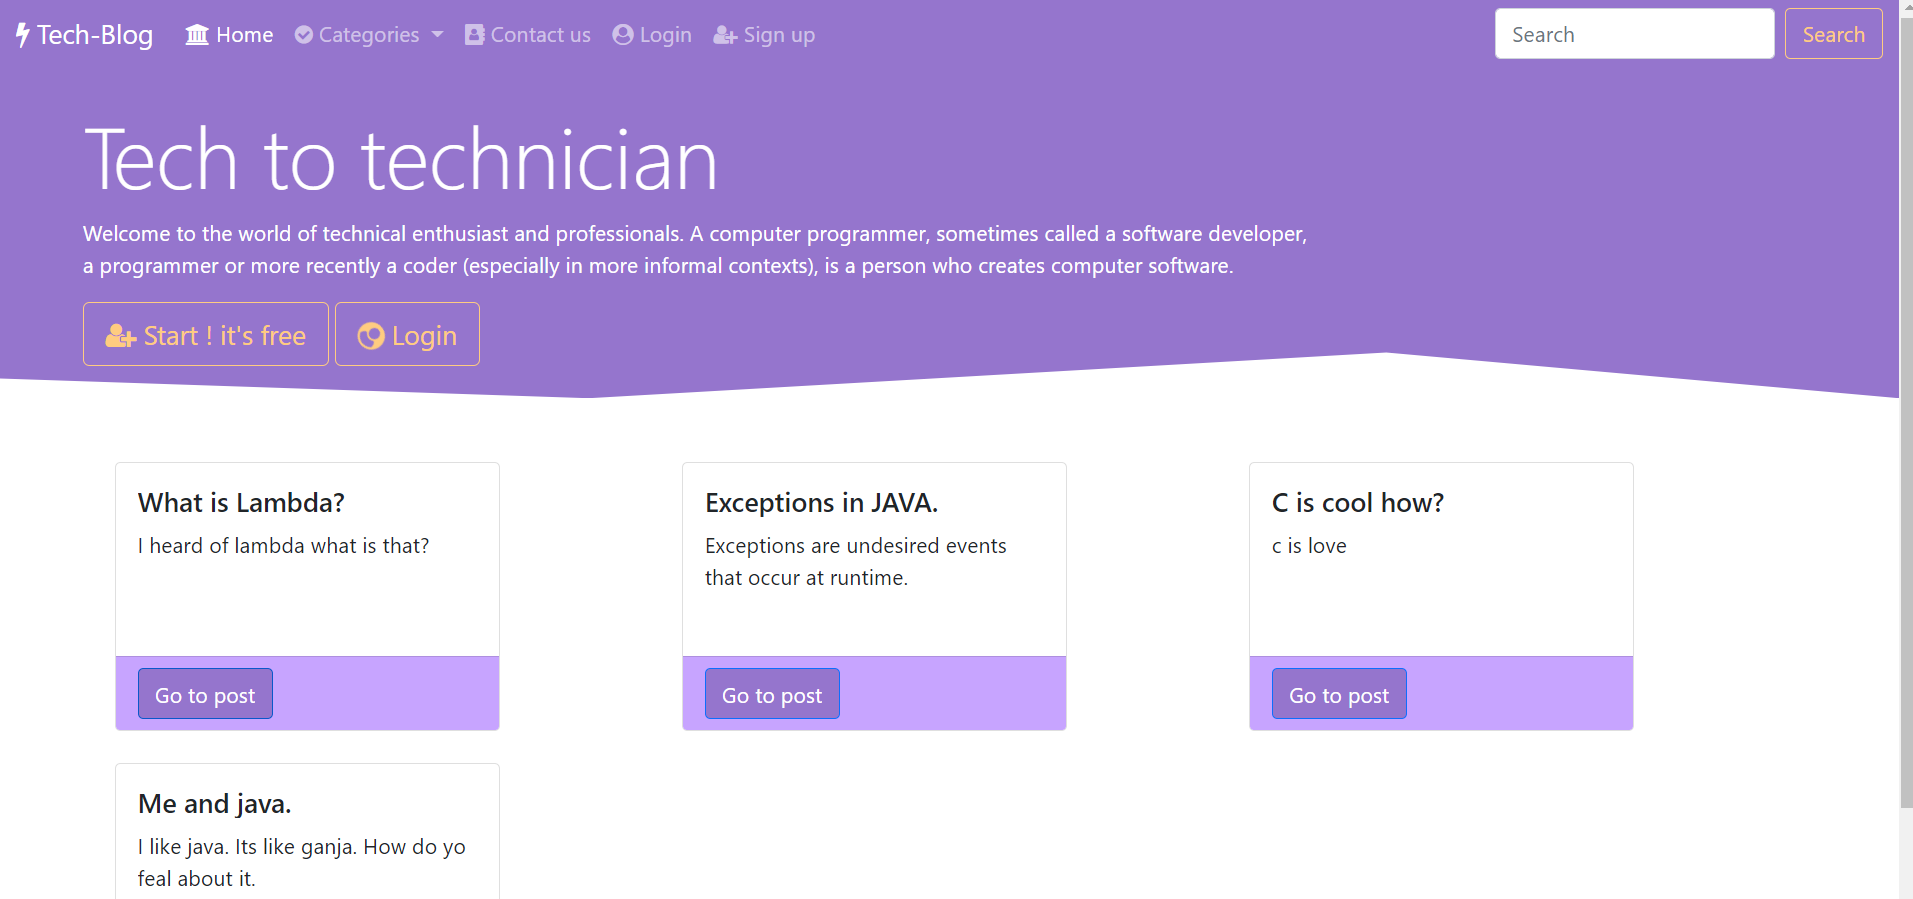 Tech-Blog Home Categories Contact us Login Sign up Search Search
Tech to technician
Welcome to the world of technical enthusiast and professionals. A computer programmer, sometimes called a software developer,
a programmer or more recently a coder (especially in more informal contexts), is a person who creates computer software.
Start ! it's free Login
What is Lambda?
I heard of lambda what is that?
Go to post
Exceptions in JAVA.
Exceptions are undesired events
that occur at runtime.
Go to post
C is cool how?
c is love
Go to post
Me and java.
I like java. Its like ganja. How do yo
feal about it.